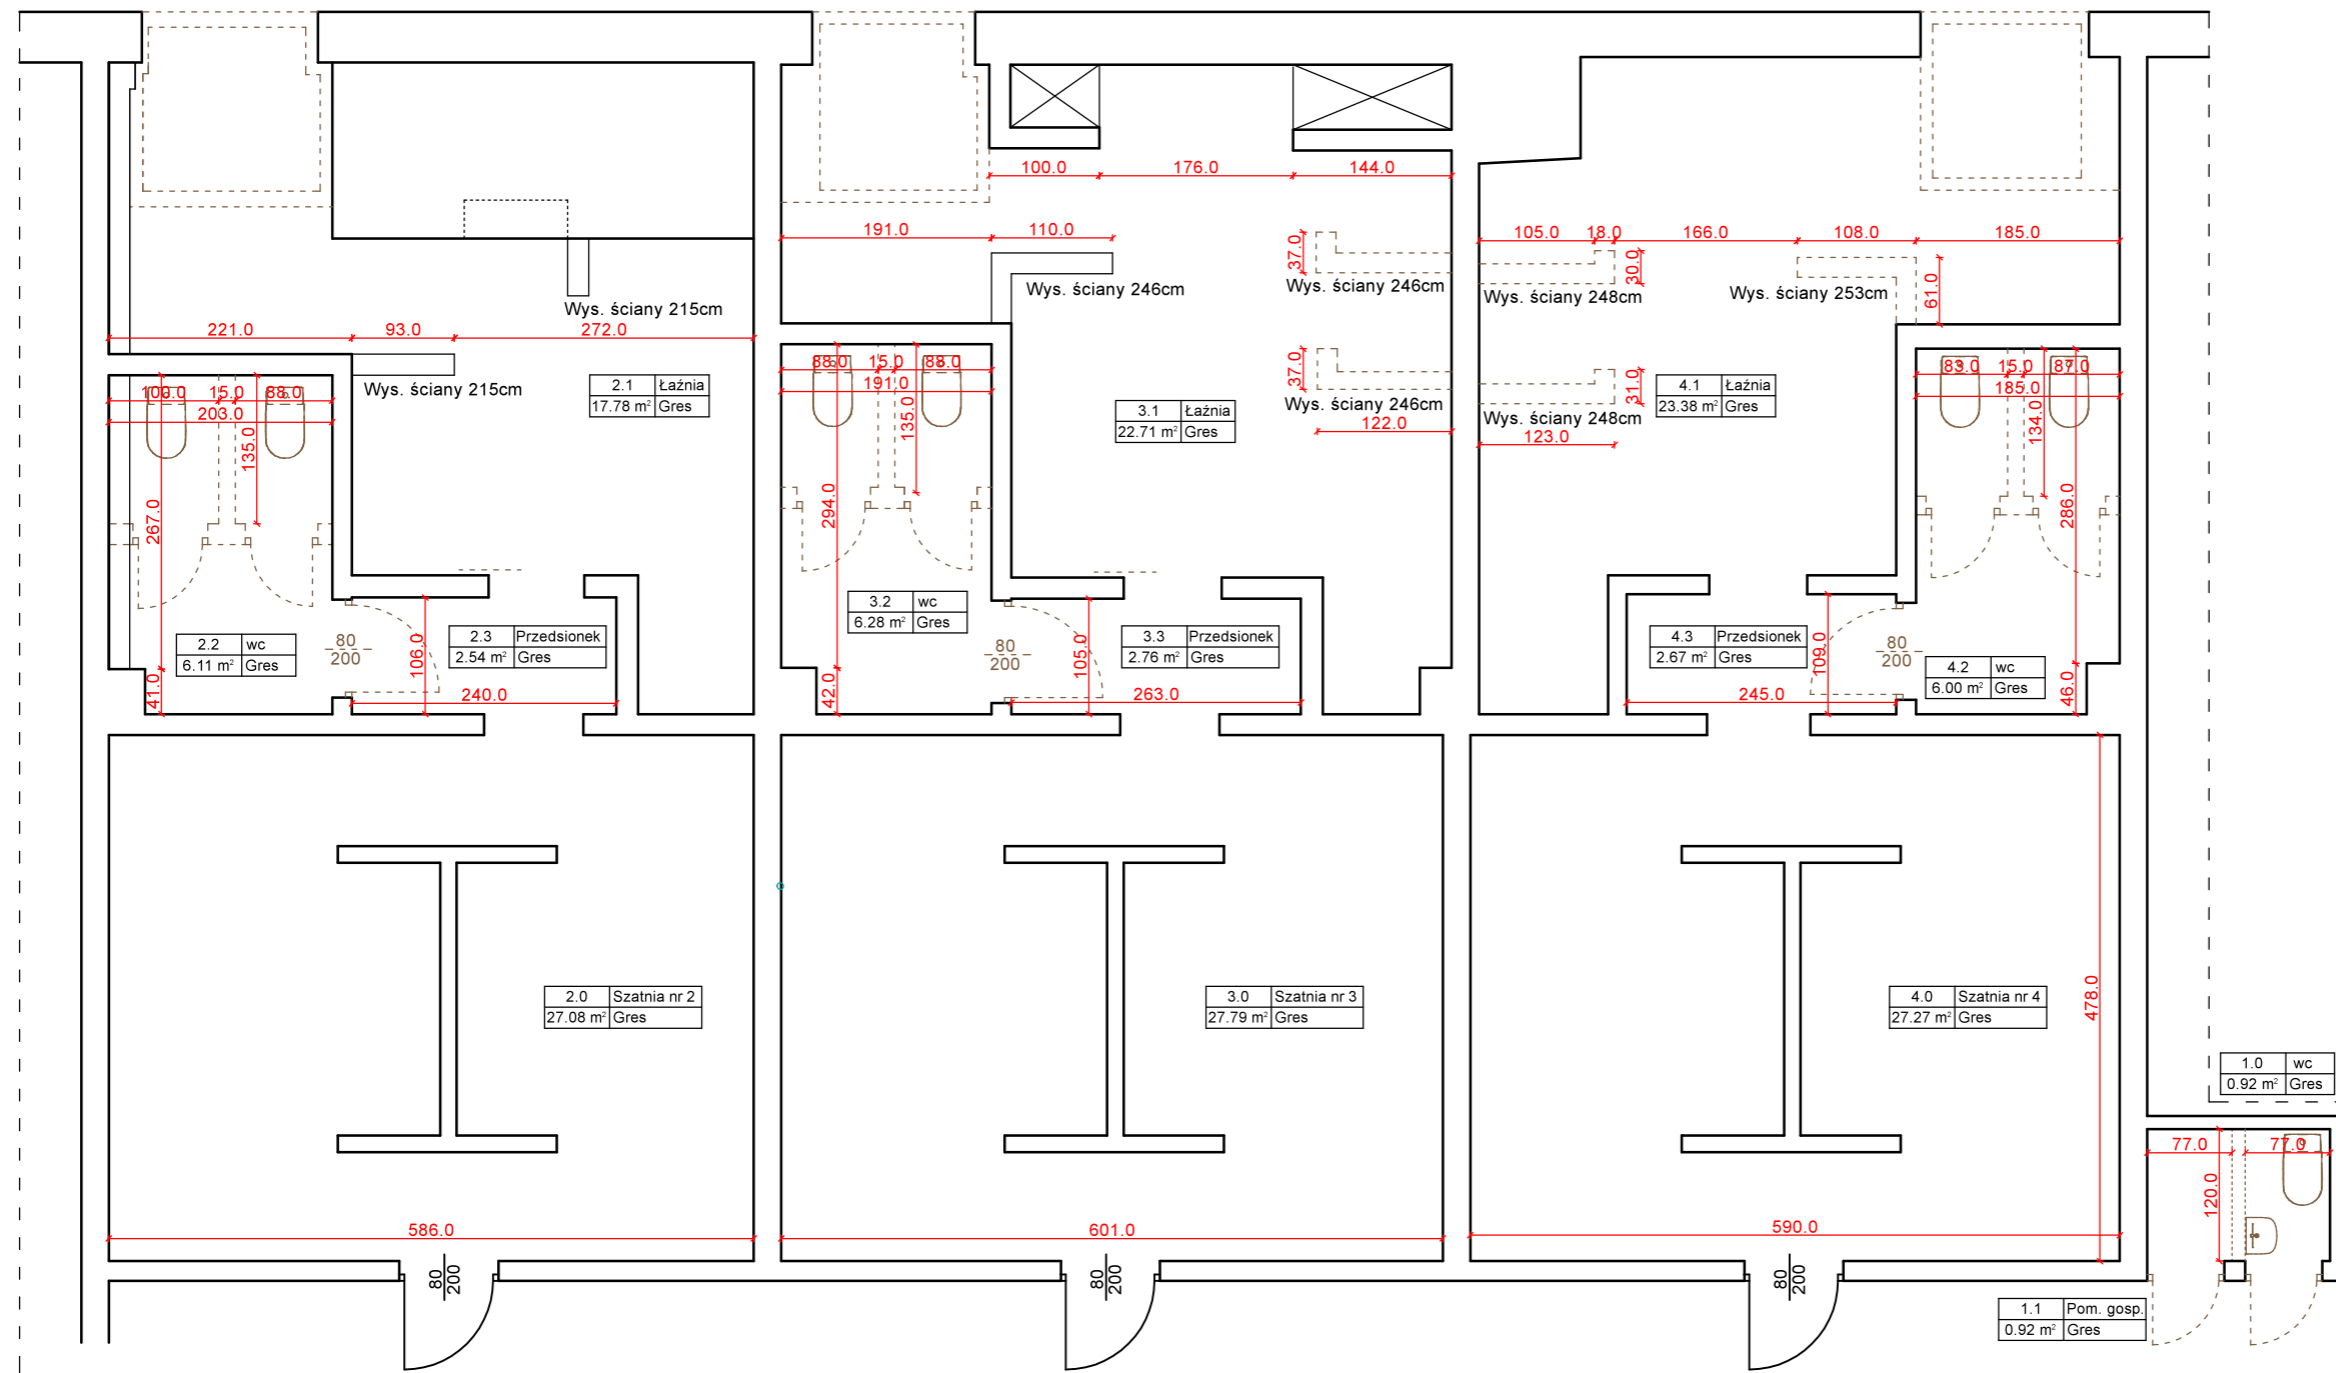 100.0 176.0 144.0
191.0 110.0
37.0
105.0 18.0 166.0 108.0 185.0
30.0
61.0
Wys. ściany 215cm
Wys. ściany 246cm
Wys. ściany 246cm
Wys. ściany 248cm
Wys. ściany 253cm
221.0 93.0 272.0
Wys. ściany 215cm
2.1 Łaźnia
17.78 m² Gres
100.0 15.0 88.0
203.0
135.0
267.0
41.0
88.0 15.0 88.0
191.0
135.0
294.0
42.0
37.0
Wys. ściany 246cm
122.0
3.1 Łaźnia
22.71 m² Gres
31.0
Wys. ściany 248cm
123.0
4.1 Łaźnia
23.38 m² Gres
83.0 15.0 87.0
185.0
134.0
286.0
46.0
2.2 wc
6.11 m² Gres
80
200
106.0
2.3 Przedsionek
2.54 m² Gres
240.0
3.2 wc
6.28 m² Gres
80
200
105.0
3.3 Przedsionek
2.76 m² Gres
263.0
4.3 Przedsionek
2.67 m² Gres
109.0
245.0
80
200
4.2 wc
6.00 m² Gres
2.0 Szatnia nr 2
27.08 m² Gres
3.0 Szatnia nr 3
27.79 m² Gres
4.0 Szatnia nr 4
27.27 m² Gres
478.0
1.0 wc
0.92 m² Gres
77.0 77.0
120.0
586.0
601.0
590.0
80
200
80
200
80
200
1.1 Pom. gosp.
0.92 m² Gres